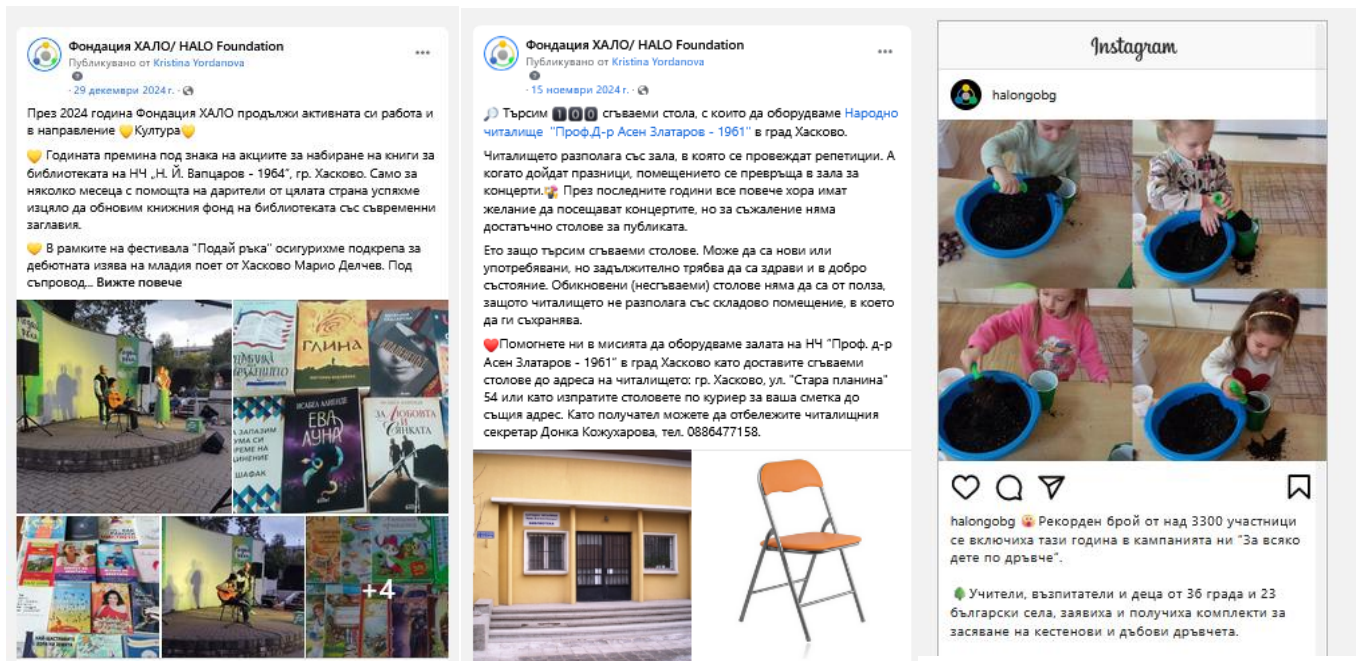 Фондация ХАЛО/ HALO Foundation
Публикувано от Kristina Yordanova
· 29 декември 2024 г. ·
През 2024 година Фондация ХАЛО продължи активната си работа и
в направление 💛Култура💛
💛 Годината премина под знака на акциите за набиране на книги за
библиотеката на НЧ „Н. Й. Вапцаров - 1964", гр. Хасково. Само за
няколко месеца с помощта на дарители от цялата страна успяхме
изцяло да обновим книжния фонд на библиотеката със съвременни
заглавия.
💛 В рамките на фестивала "Подай ръка" осигурихме подкрепа за
дебютната изява на младия поет от Хасково Марио Делчев. Под
съпровод... Вижте повече
ГЛИНА
ИСАБЕЛ АЛИЕНДЕ
ЕВА
ЛУНА
ЗА ЛЮБОВТА
И
СЯНКАТА
А ЗАПАЗИМ
УМА СИ
РЕМЕ НА
ЕДИНЕНИЕ
ШАФАК
+4
Фондация ХАЛО/ HALO Foundation
Публикувано от Kristina Yordanova
· 15 ноември 2024 г. ·
🔎 Търсим 1️⃣0️⃣0️⃣ сгъваеми стола, с които да оборудваме Народно
читалище "Проф.Д-р Асен Златаров - 1961" в град Хасково.
Читалището разполага със зала, в която се провеждат репетиции. А
когато дойдат празници, помещението се превръща в зала за
концерти. През последните години все повече хора имат
желание да посещават концертите, но за съжаление няма
достатъчно столове за публиката.
Ето защо търсим сгъваеми столове. Може да са нови или
употребявани, но задължително трябва да са здрави и в добро
състояние. Обикновени (несгъваеми) столове няма да са от полза,
защото читалището не разполага със складово помещение, в което
да ги съхранява.
❤️Помогнете ни в мисията да оборудваме залата на НЧ "Проф. д-р
Асен Златаров - 1961" в град Хасково като доставите сгъваеми
столове до адреса на читалището: гр. Хасково, ул. "Стара планина"
54 или като изпратите столовете по куриер за ваша сметка до
същия адрес. Като получател можете да отбележите читалищния
секретар Донка Кожухарова, тел. 0886477158.
Instagram
halongobg
halongobg Рекорден брой от над 3300 участници
се включиха тази година в кампанията ни "За всяко
дете по дръвче".
🌳 Учители, възпитатели и деца от 36 града и 23
български села, заявиха и получиха комплекти за
засяване на кестенови и дъбови дръвчета.